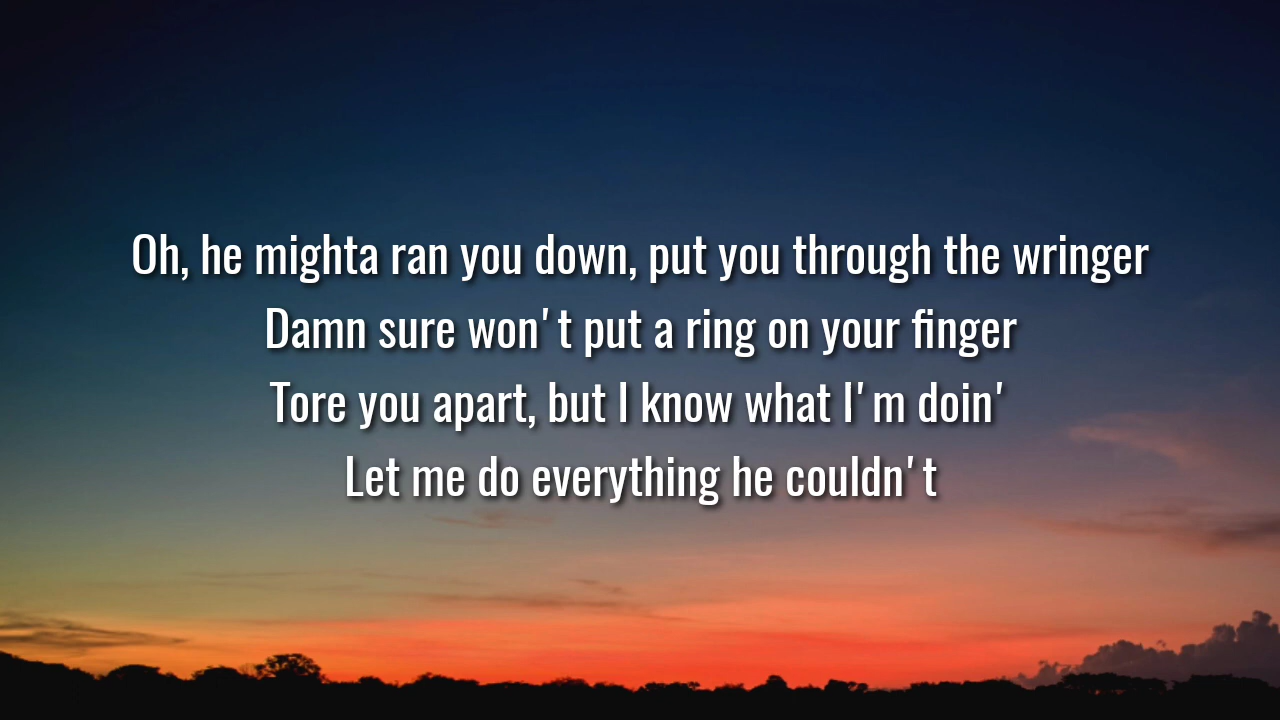 Oh, he mighta ran you down, put you through the wringer
Damn sure won't put a ring on your finger
Tore you apart, but I know what I'm doin'
Let me do everything he couldn't